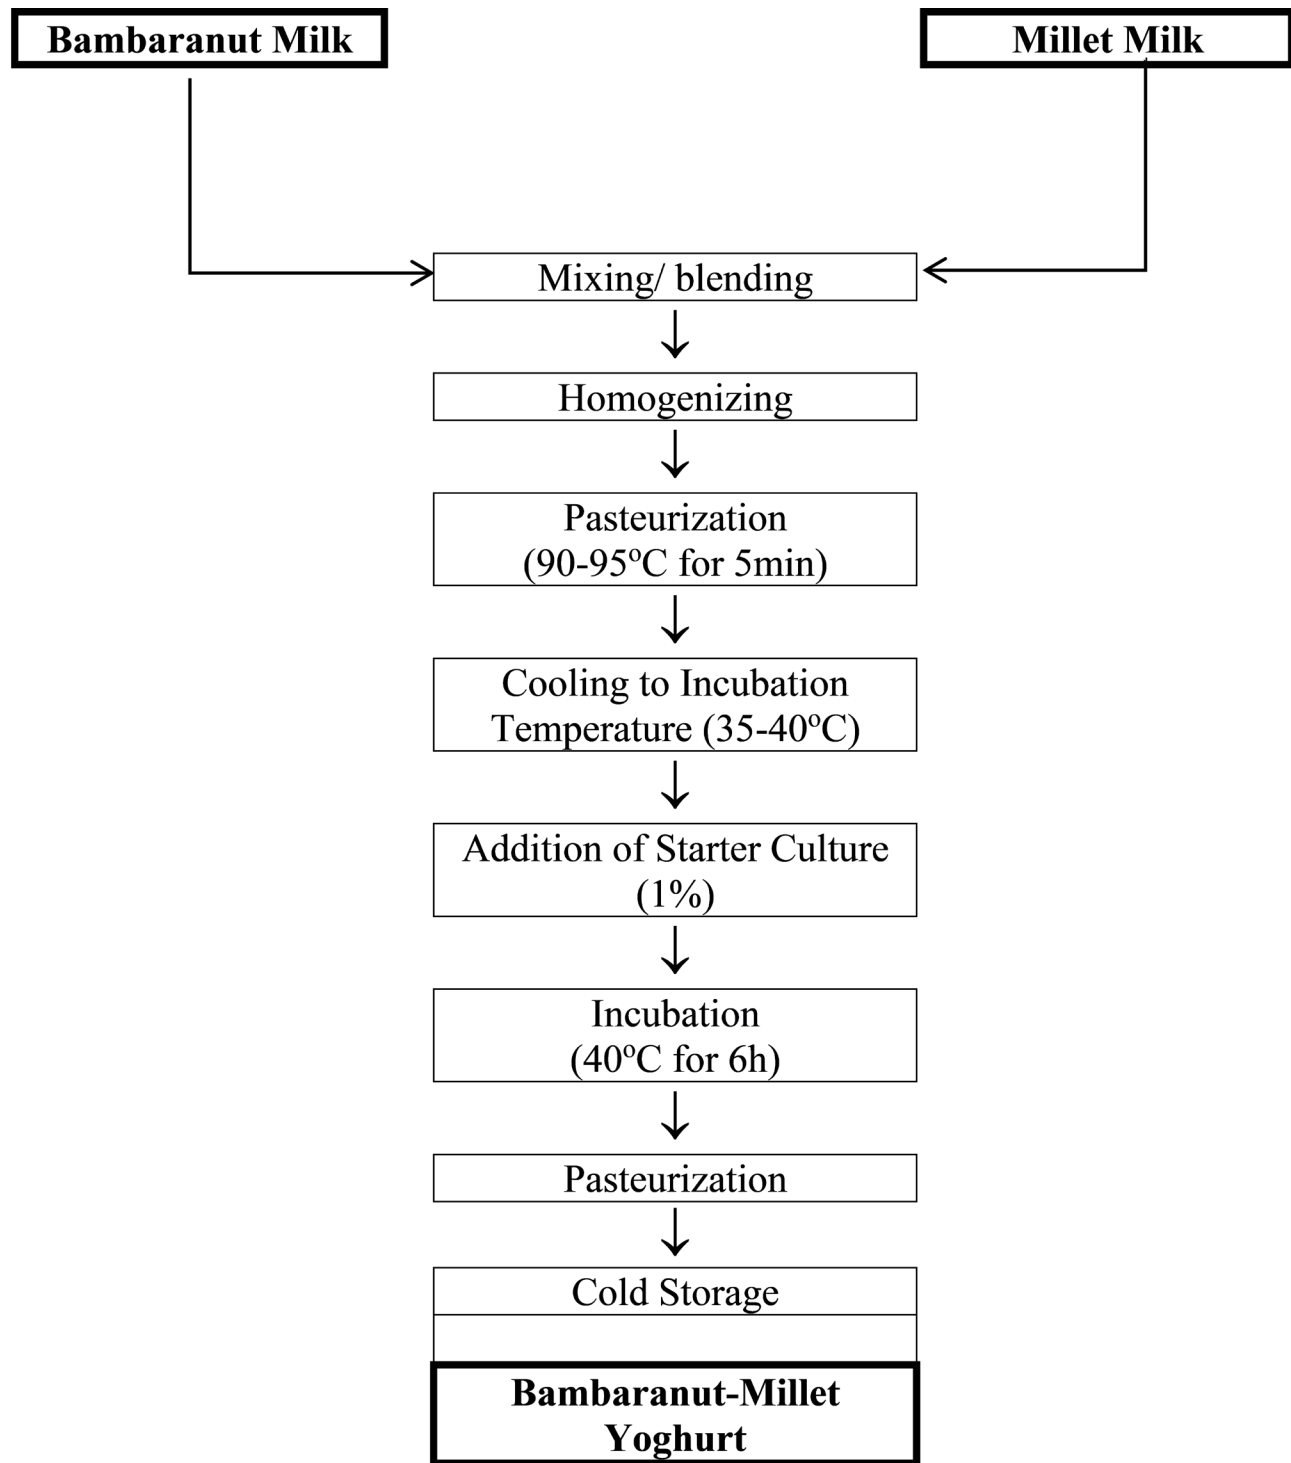 Bambaranut Milk
Millet Milk
Mixing/ blending
Homogenizing
Pasteurization
(90-95ºC for 5min)
Cooling to Incubation
Temperature (35-40ºC)
Addition of Starter Culture
(1%)
Incubation
(40ºC for 6h)
Pasteurization
Cold Storage
Bambaranut-Millet
Yoghurt